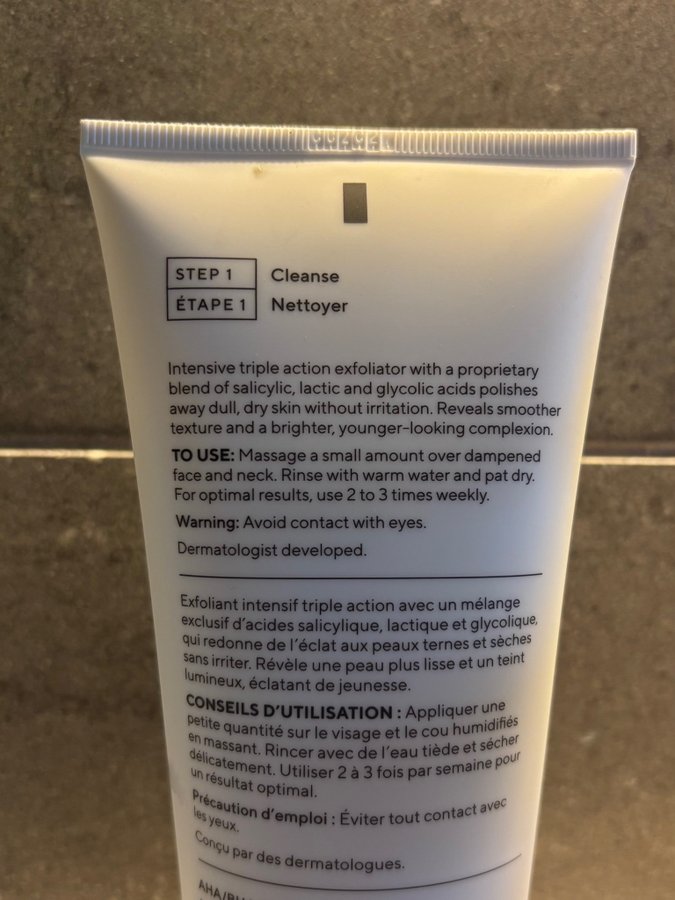 STEP 1 Cleanse
ÉTAPE 1 Nettoyer
Intensive triple action exfoliator with a proprietary
blend of salicylic, lactic and glycolic acids polishes
away dull, dry skin without irritation. Reveals smoother
texture and a brighter, younger-looking complexion.
TO USE: Massage a small amount over dampened
face and neck. Rinse with warm water and pat dry.
For optimal results, use 2 to 3 times weekly.
Warning: Avoid contact with eyes.
Dermatologist developed.
Exfoliant intensif triple action avec un mélange
exclusif d'acides salicylique, lactique et glycolique,
qui redonne de l'éclat aux peaux ternes et sèches
sans irriter. Révèle une peau plus lisse et un teint
lumineux, éclatant de jeunesse.
CONSEILS D'UTILISATION : Appliquer une
petite quantité sur le visage et le cou humidifiés
en massant. Rincer avec de l'eau tiède et sécher
délicatement. Utiliser 2 à 3 fois par semaine pour
un résultat optimal.
Précaution d'emploi : Éviter tout contact avec
les yeux.
Conçu par des dermatologues.